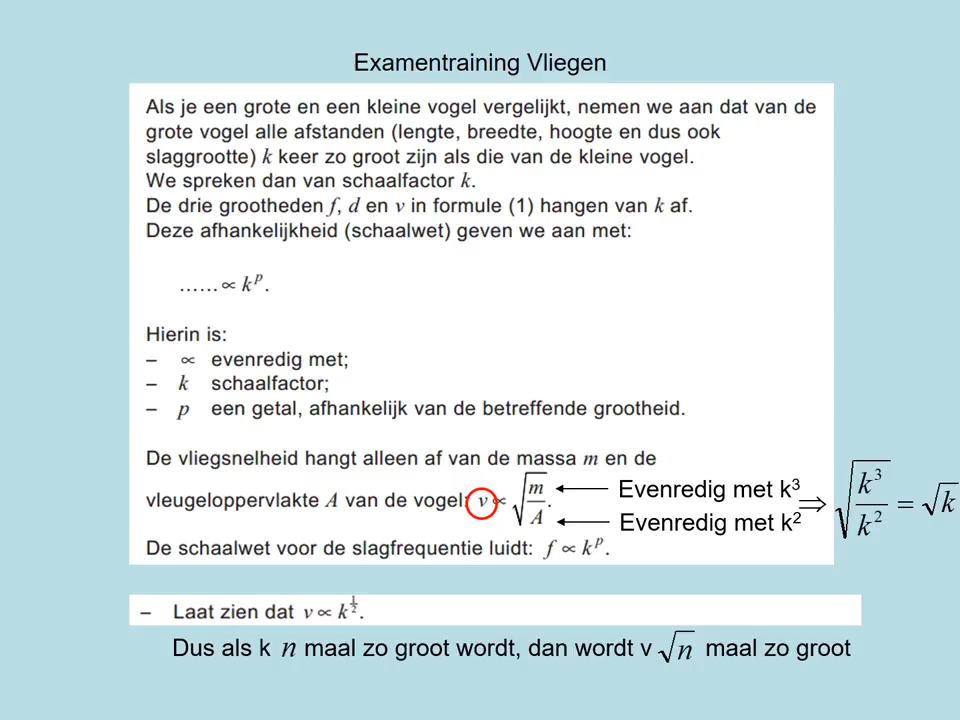 Examentraining Vliegen
Als je een grote en een kleine vogel vergelijkt, nemen we aan dat van de
grote vogel alle afstanden (lengte, breedte, hoogte en dus ook
slaggrootte) k keer zo groot zijn als die van de kleine vogel.
We spreken dan van schaalfactor k.
De drie grootheden f, d en v in formule (1) hangen van k af.
Deze afhankelijkheid (schaalwet) geven we aan met:
...... ∝ k^p.
Hierin is:
– ∝ evenredig met;
– k schaalfactor;
– p een getal, afhankelijk van de betreffende grootheid.
De vliegsnelheid hangt alleen af van de massa m en de
vleugeloppervlakte A van de vogel: v ∝ √(m/A).
Evenredig met k³
Evenredig met k²
⇒ √(k³/k²) = √k
De schaalwet voor de slagfrequentie luidt: f ∝ k^p.
– Laat zien dat v ∝ k^(1/2).
Dus als k n maal zo groot wordt, dan wordt v √n maal zo groot